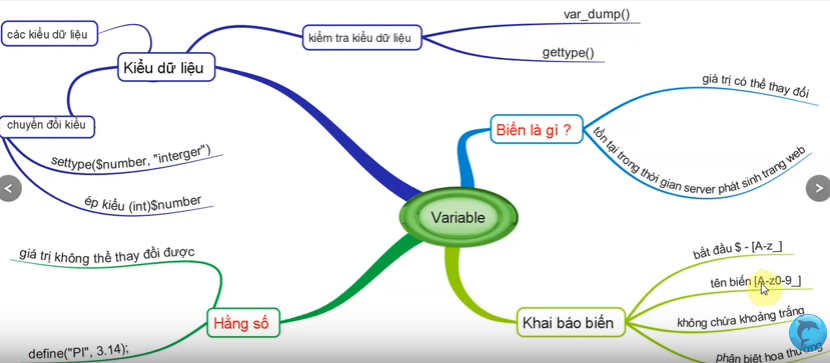 var_dump()
các kiểu dữ liệu
kiểm tra kiểu dữ liệu
gettype()
Kiểu dữ liệu
giá trị có thể thay đổi
chuyển đổi kiểu
Biến là gì ?
tồn tại trong thời gian server phát sinh trang web
settype($number, "interger")
ép kiểu (int)$number
Variable
giá trị không thể thay đổi được
bắt đầu $ - [A-z_]
tên biến [A-z0-9_]
Hằng số
Khai báo biến
không chứa khoảng trắng
define("PI", 3.14);
phân biệt hoa